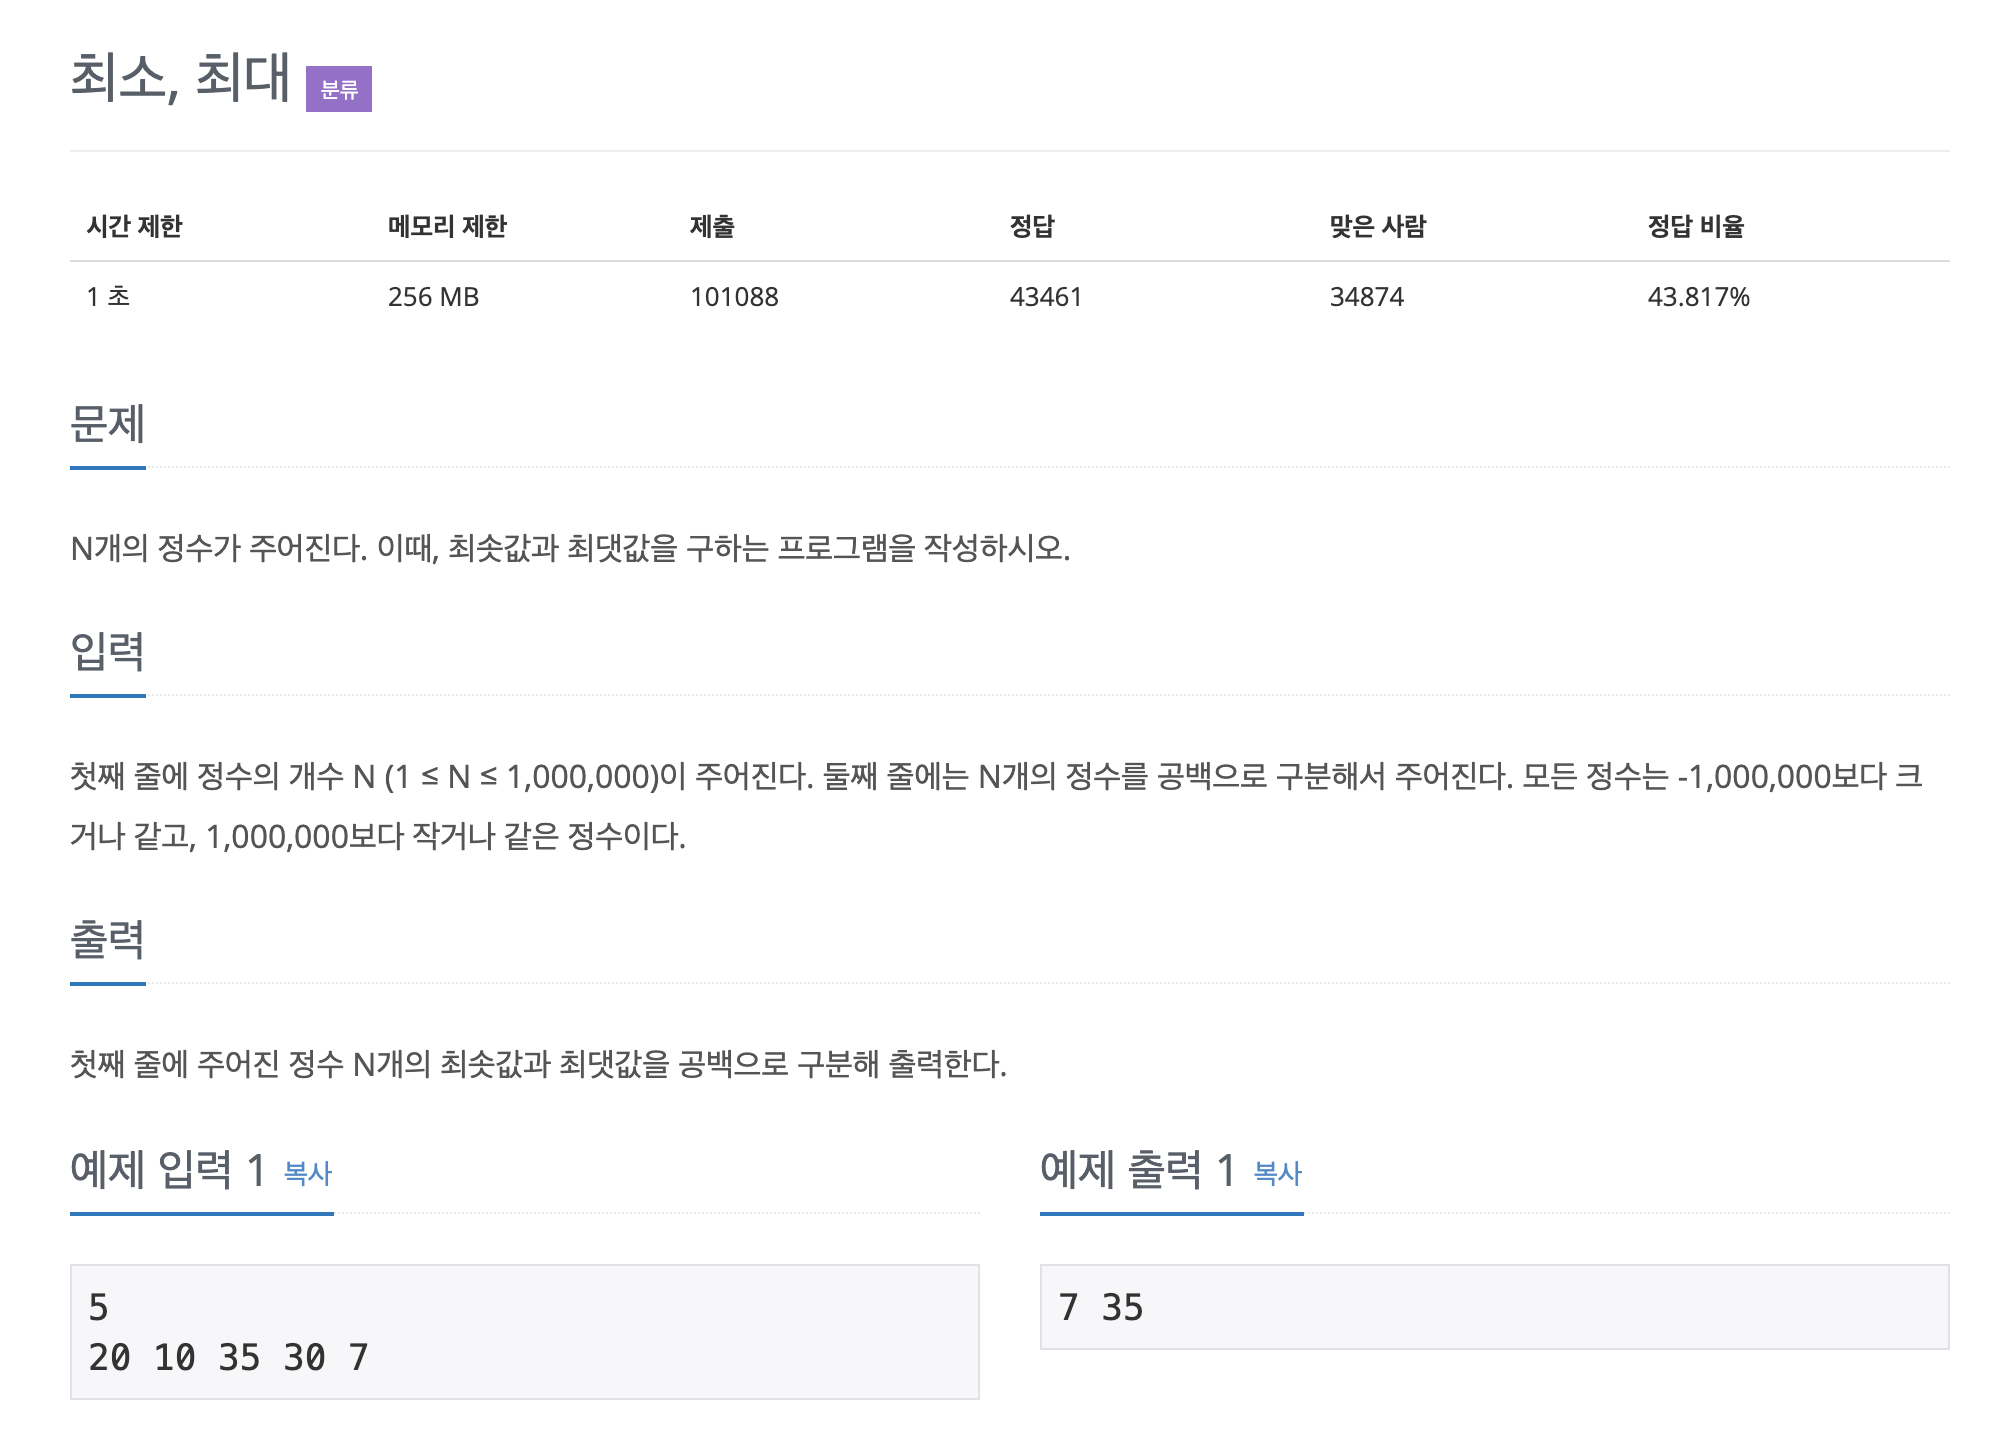 최소, 최대 분류
시간 제한 메모리 제한 제출 정답 맞은 사람 정답 비율
1 초 256 MB 101088 43461 34874 43.817%
문제
N개의 정수가 주어진다. 이때, 최솟값과 최댓값을 구하는 프로그램을 작성하시오.
입력
첫째 줄에 정수의 개수 N (1 ≤ N ≤ 1,000,000)이 주어진다. 둘째 줄에는 N개의 정수를 공백으로 구분해서 주어진다. 모든 정수는 -1,000,000보다 크
거나 같고, 1,000,000보다 작거나 같은 정수이다.
출력
첫째 줄에 주어진 정수 N개의 최솟값과 최댓값을 공백으로 구분해 출력한다.
예제 입력 1 복사
5
20 10 35 30 7
예제 출력 1 복사
7 35